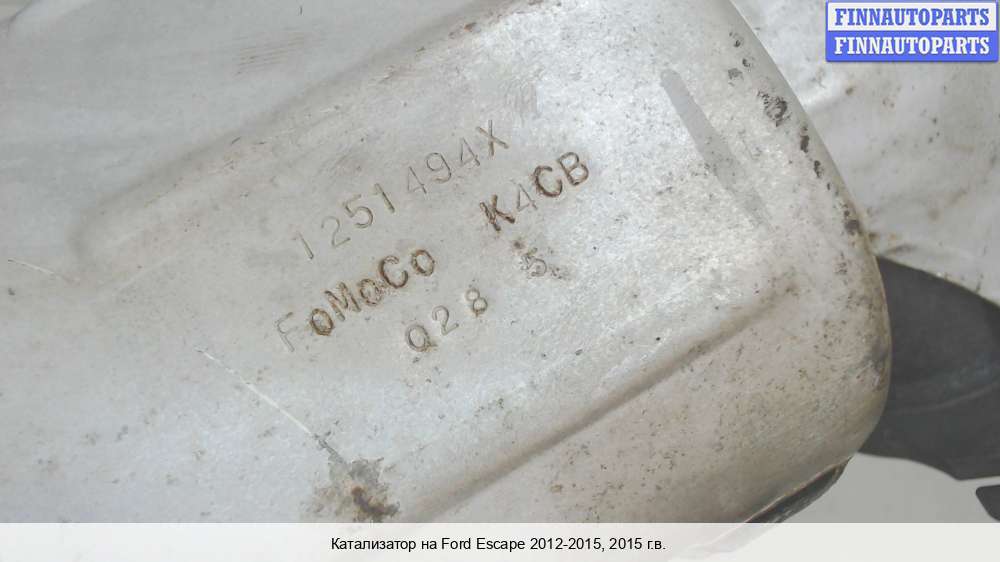 FINNAUTOPARTS
FINNAUTOPARTS
1251494X
FoMoCo K4CB
Q28 5
Катализатор на Ford Escape 2012-2015, 2015 г.в.